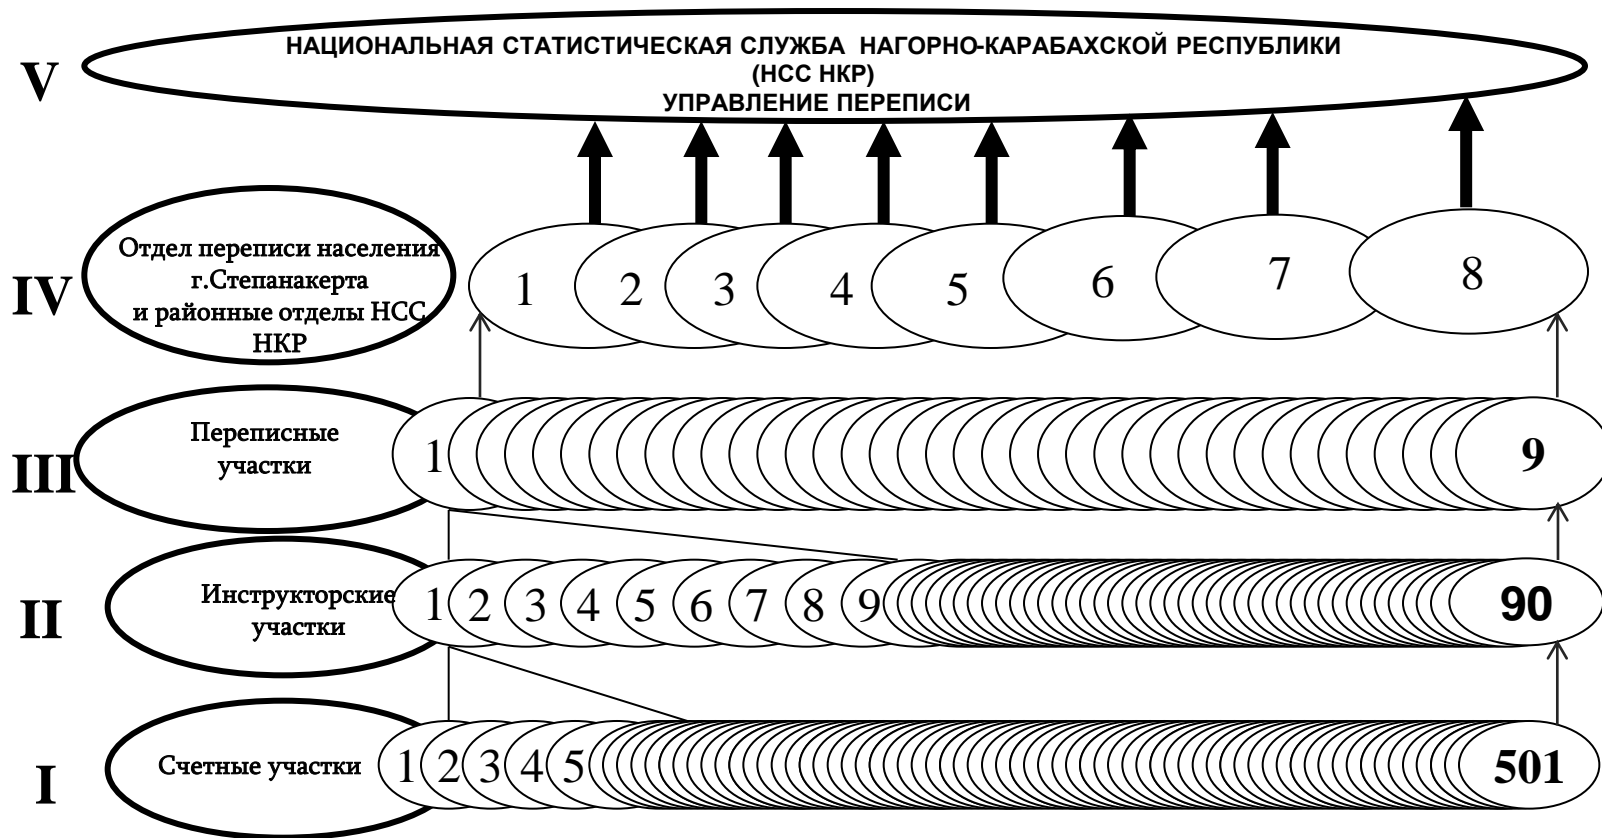 НАЦИОНАЛЬНАЯ СТАТИСТИЧЕСКАЯ СЛУЖБА НАГОРНО-КАРАБАХСКОЙ РЕСПУБЛИКИ
(НСС НКР)
УПРАВЛЕНИЕ ПЕРЕПИСИ
V
Отдел переписи населения
г.Степанакерта
и районные отделы НСС
НКР
IV
1 2 3 4 5 6 7 8
Переписные
участки
III
1 9
Инструкторские
участки
II
1 2 3 4 5 6 7 8 9 90
Счетные участки
I
1 2 3 4 5 501